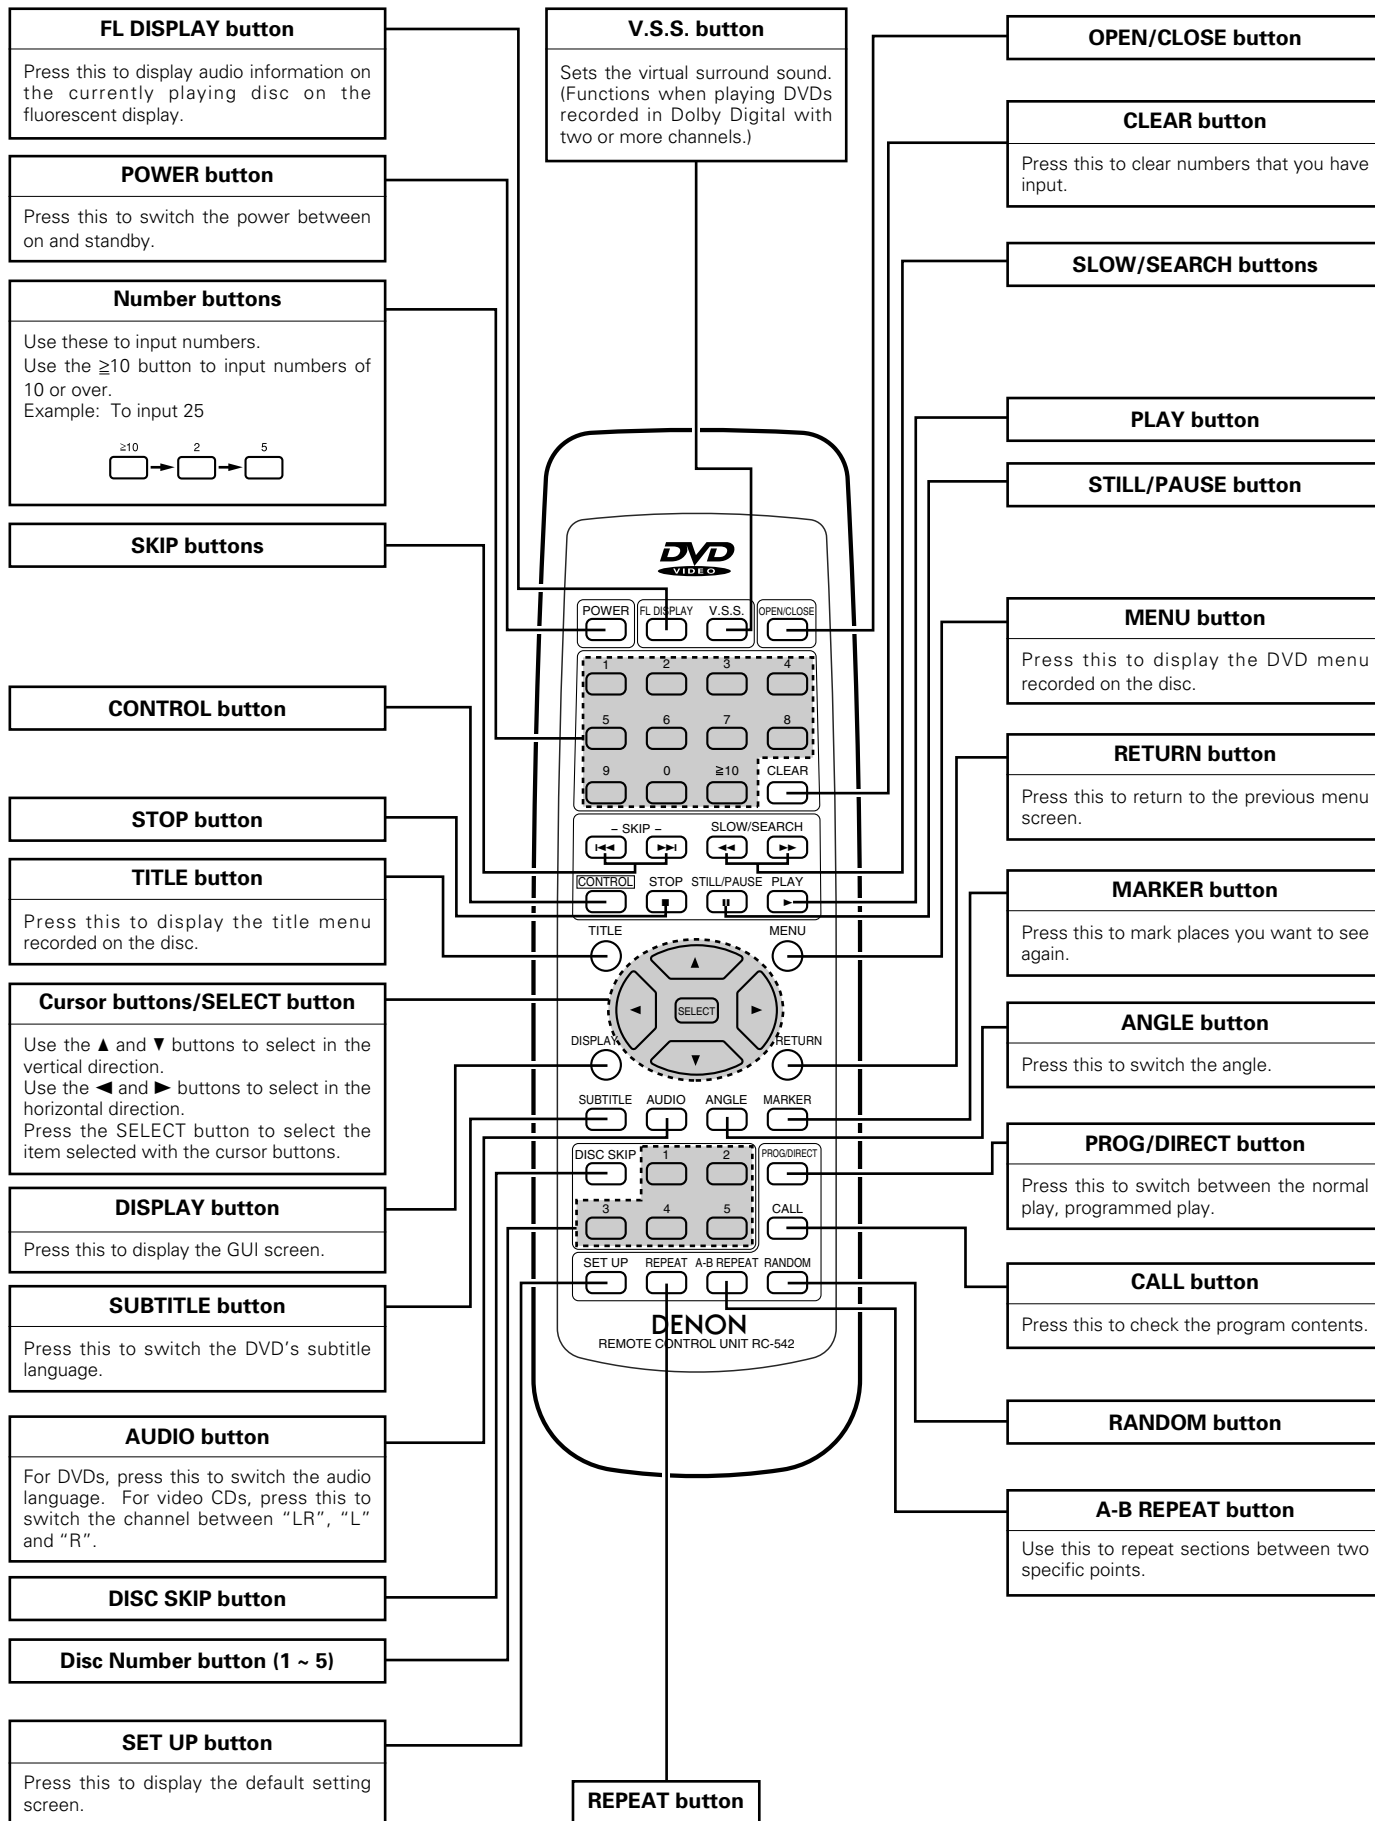 FL DISPLAY button
Press this to display audio information on
the currently playing disc on the
fluorescent display.
POWER button
Press this to switch the power between
on and standby.
Number buttons
Use these to input numbers.
Use the ≧10 button to input numbers of
10 or over.
Example: To input 25
≥10 2 5
SKIP buttons
CONTROL button
STOP button
TITLE button
Press this to display the title menu
recorded on the disc.
Cursor buttons/SELECT button
Use the ▲ and ▼ buttons to select in the
vertical direction.
Use the ◄ and ► buttons to select in the
horizontal direction.
Press the SELECT button to select the
item selected with the cursor buttons.
DISPLAY button
Press this to display the GUI screen.
SUBTITLE button
Press this to switch the DVD's subtitle
language.
AUDIO button
For DVDs, press this to switch the audio
language. For video CDs, press this to
switch the channel between “LR”, “L”
and “R”.
DISC SKIP button
Disc Number button (1 ~ 5)
SET UP button
Press this to display the default setting
screen.
V.S.S. button
Sets the virtual surround sound.
(Functions when playing DVDs
recorded in Dolby Digital with
two or more channels.)
DVD
VIDEO
POWER FL DISPLAY V.S.S. OPEN/CLOSE
1 2 3 4
5 6 7 8
9 0 ≧10 CLEAR
– SKIP – SLOW/SEARCH
CONTROL STOP STILL/PAUSE PLAY
TITLE MENU
SELECT
DISPLAY RETURN
SUBTITLE AUDIO ANGLE MARKER
DISC SKIP 1 2 PROG/DIRECT
3 4 5 CALL
SET UP REPEAT A-B REPEAT RANDOM
DENON
REMOTE CONTROL UNIT RC-542
REPEAT button
OPEN/CLOSE button
CLEAR button
Press this to clear numbers that you have
input.
SLOW/SEARCH buttons
PLAY button
STILL/PAUSE button
MENU button
Press this to display the DVD menu
recorded on the disc.
RETURN button
Press this to return to the previous menu
screen.
MARKER button
Press this to mark places you want to see
again.
ANGLE button
Press this to switch the angle.
PROG/DIRECT button
Press this to switch between the normal
play, programmed play.
CALL button
Press this to check the program contents.
RANDOM button
A-B REPEAT button
Use this to repeat sections between two
specific points.